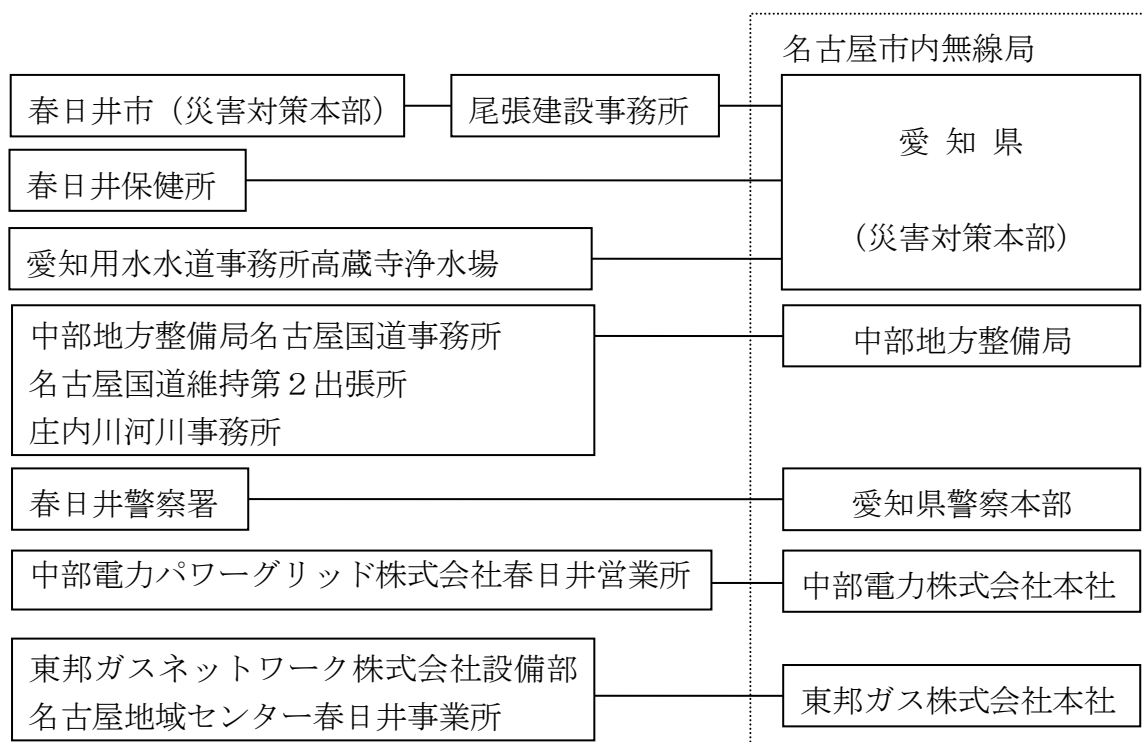 名古屋市内無線局
春日井市（災害対策本部）
尾張建設事務所
愛 知 県
（災害対策本部）
春日井保健所
愛知用水水道事務所高蔵寺浄水場
中部地方整備局名古屋国道事務所
名古屋国道維持第２出張所
庄内川河川事務所
中部地方整備局
春日井警察署
愛知県警察本部
中部電力パワーグリッド株式会社春日井営業所
中部電力株式会社本社
東邦ガスネットワーク株式会社設備部
名古屋地域センター春日井事業所
東邦ガス株式会社本社